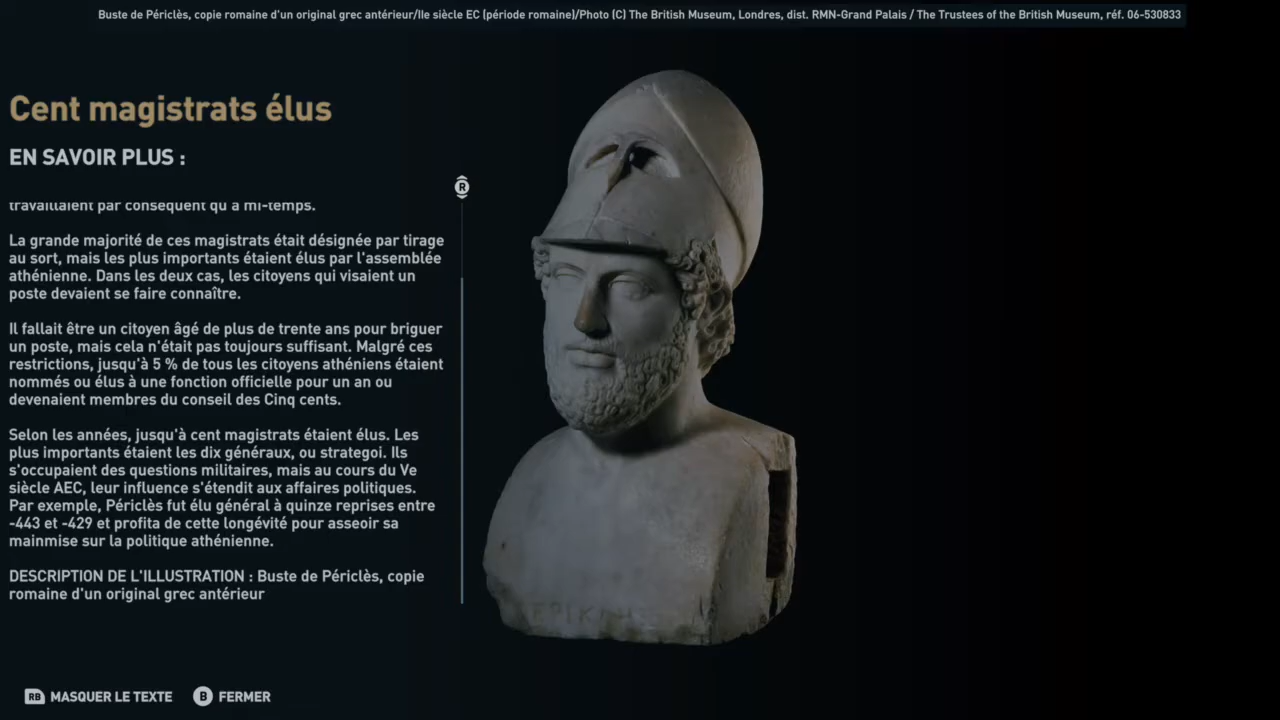 Buste de Périclès, copie romaine d'un original grec antérieur/IIe siècle EC (période romaine)/Photo (C) The British Museum, Londres, dist. RMN-Grand Palais / The Trustees of the British Museum, réf. 06-530833
Cent magistrats élus
EN SAVOIR PLUS :
travaillaient par conséquent qu'à mi-temps.
La grande majorité de ces magistrats était désignée par tirage
au sort, mais les plus importants étaient élus par l'assemblée
athénienne. Dans les deux cas, les citoyens qui visaient un
poste devaient se faire connaître.
Il fallait être un citoyen âgé de plus de trente ans pour briguer
un poste, mais cela n'était pas toujours suffisant. Malgré ces
restrictions, jusqu'à 5 % de tous les citoyens athéniens étaient
nommés ou élus à une fonction officielle pour un an ou
devenaient membres du conseil des Cinq cents.
Selon les années, jusqu'à cent magistrats étaient élus. Les
plus importants étaient les dix généraux, ou strategoi. Ils
s'occupaient des questions militaires, mais au cours du Ve
siècle AEC, leur influence s'étendit aux affaires politiques.
Par exemple, Périclès fut élu général à quinze reprises entre
-443 et -429 et profita de cette longévité pour asseoir sa
mainmise sur la politique athénienne.
DESCRIPTION DE L'ILLUSTRATION : Buste de Périclès, copie
romaine d'un original grec antérieur
R
RB MASQUER LE TEXTE B FERMER